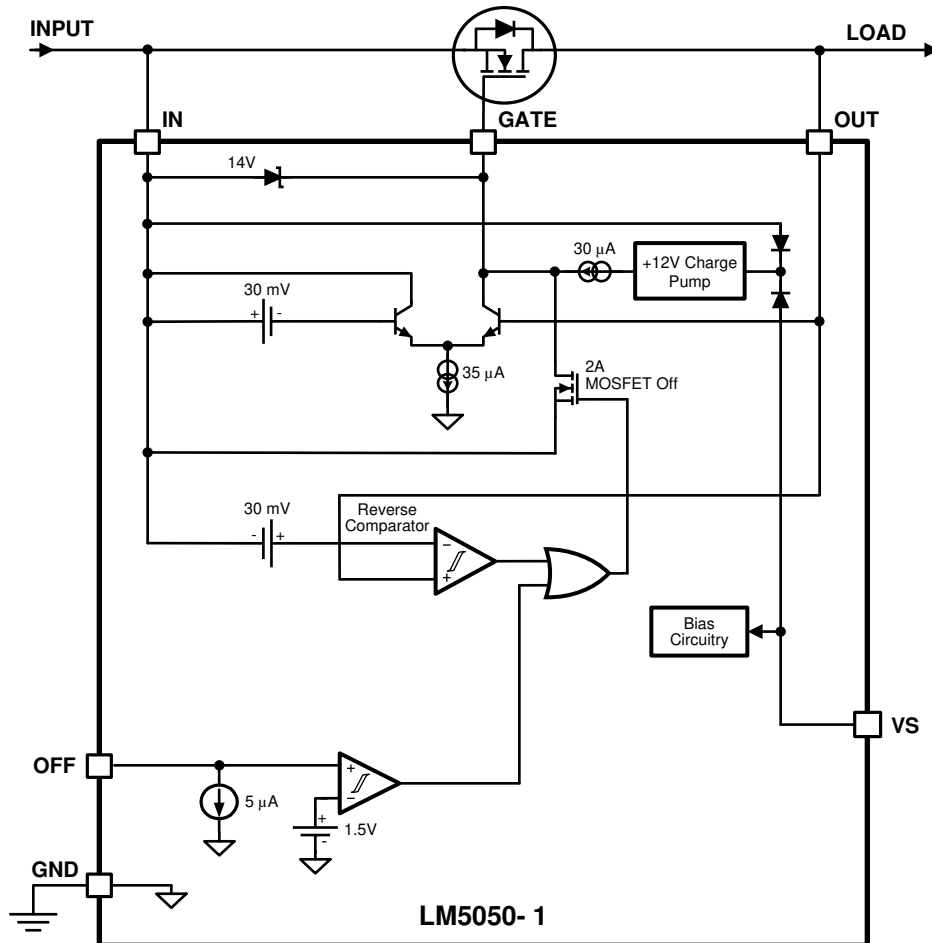 INPUT
LOAD
IN
GATE
OUT
14V
30 μA
+12V Charge
Pump
30 mV
+ -
35 μA
2A
MOSFET Off
30 mV
- +
Reverse
Comparator
−
+
Bias
Circuitry
VS
OFF
+
−
5 μA
+
-
1.5V
GND
LM5050- 1